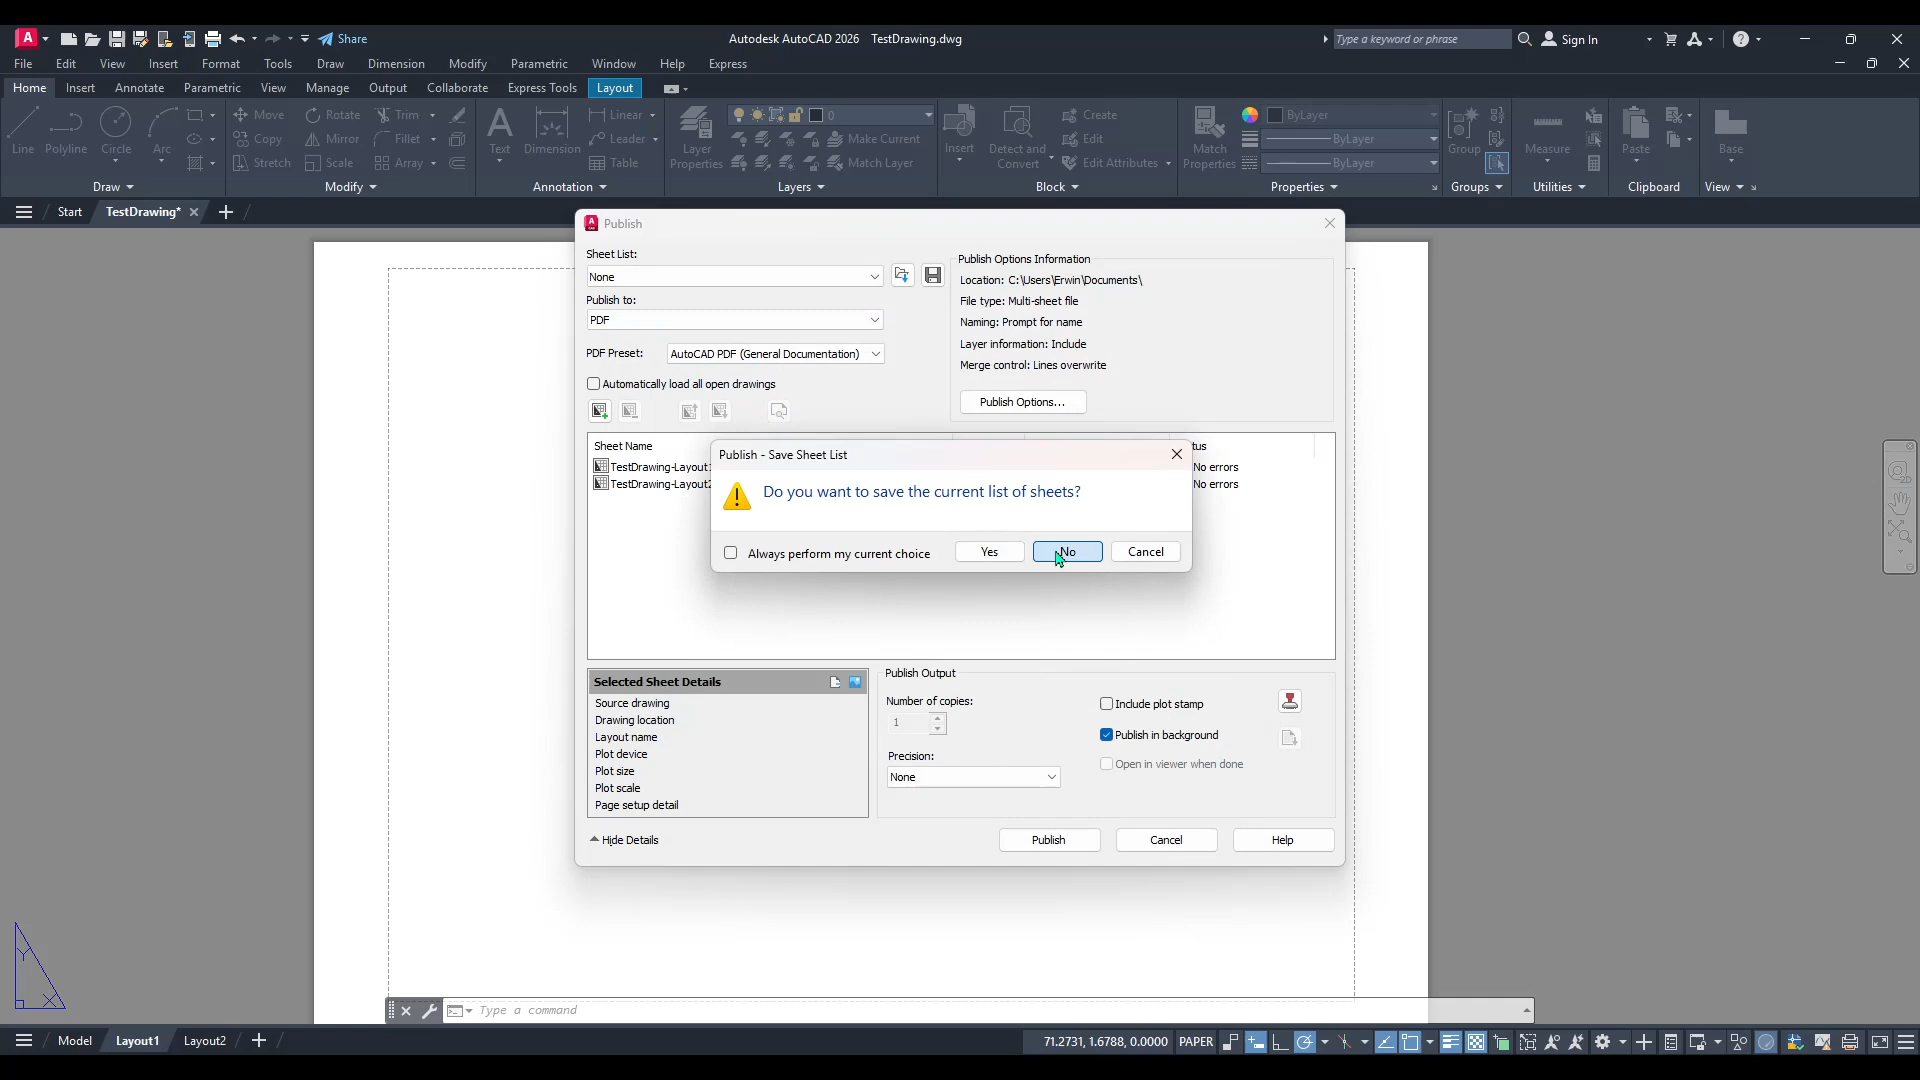 A Share Autodesk AutoCAD 2026 TestDrawing.dwg Type a keyword or phrase Sign In
File Edit View Insert Format Tools Draw Dimension Modify Parametric Window Help Express
Home Insert Annotate Parametric View Manage Output Collaborate Express Tools Layout
Line Polyline Circle Arc
Move Rotate Trim
Copy Mirror Fillet
Stretch Scale Array
Text Dimension
Linear
Leader
Table
Layer Properties
0
Make Current
Match Layer
Insert Detect and Convert
Create
Edit
Edit Attributes
Match Properties
ByLayer
ByLayer
ByLayer
Group Measure Paste Base
Draw Modify Annotation Layers Block Properties Groups Utilities Clipboard View
Start TestDrawing*
Publish
Sheet List:
None
Publish to:
PDF
PDF Preset: AutoCAD PDF (General Documentation)
Automatically load all open drawings
Publish Options Information
Location: C:\Users\Erwin\Documents\
File type: Multi-sheet file
Naming: Prompt for name
Layer information: Include
Merge control: Lines overwrite
Publish Options...
Sheet Name tus
TestDrawing-Layout1 No errors
TestDrawing-Layout2 No errors
Publish - Save Sheet List
Do you want to save the current list of sheets?
Always perform my current choice Yes No Cancel
Selected Sheet Details
Source drawing
Drawing location
Layout name
Plot device
Plot size
Plot scale
Page setup detail
Publish Output
Number of copies:
1
Precision:
None
Include plot stamp
Publish in background
Open in viewer when done
Hide Details Publish Cancel Help
2D
Y
X
Type a command
Model Layout1 Layout2 71.2731, 1.6788, 0.0000 PAPER